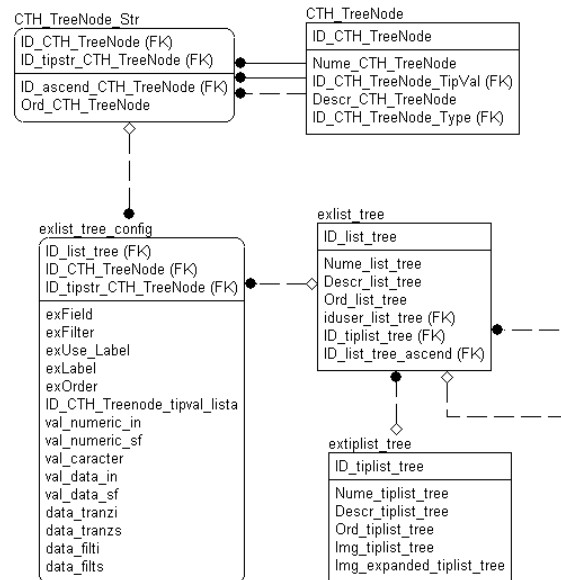 CTH_TreeNode_Str
ID_CTH_TreeNode (FK)
ID_tipstr_CTH_TreeNode (FK)
ID_ascend_CTH_TreeNode (FK)
Ord_CTH_TreeNode
CTH_TreeNode
ID_CTH_TreeNode
Nume_CTH_TreeNode
ID_CTH_TreeNode_TipVal (FK)
Descr_CTH_TreeNode
ID_CTH_TreeNode_Type (FK)
exlist_tree_config
ID_list_tree (FK)
ID_CTH_TreeNode (FK)
ID_tipstr_CTH_TreeNode (FK)
exField
exFilter
exUse_Label
exLabel
exOrder
ID_CTH_Treenode_tipval_lista
val_numeric_in
val_numeric_sf
val_caracter
val_data_in
val_data_sf
data_tranzi
data_tranzs
data_filti
data_filts
exlist_tree
ID_list_tree
Nume_list_tree
Descr_list_tree
Ord_list_tree
iduser_list_tree (FK)
ID_tiplist_tree (FK)
ID_list_tree_ascend (FK)
extiplist_tree
ID_tiplist_tree
Nume_tiplist_tree
Descr_tiplist_tree
Ord_tiplist_tree
Img_tiplist_tree
Img_expanded_tiplist_tree